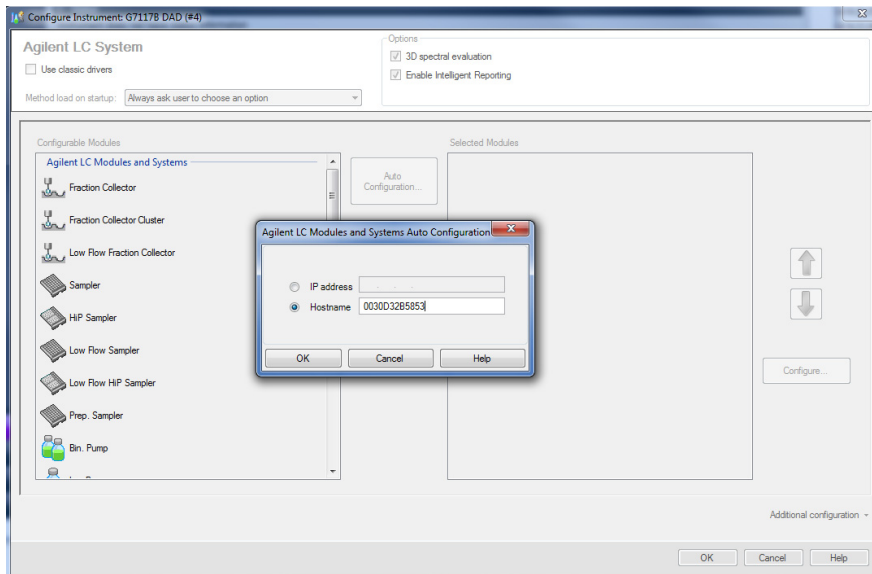 Configure Instrument: G7117B DAD (#4)
Agilent LC System
Use classic drivers
Method load on startup: Always ask user to choose an option
Options
3D spectral evaluation
Enable Intelligent Reporting
Configurable Modules
Selected Modules
Agilent LC Modules and Systems
Fraction Collector
Fraction Collector Cluster
Low Flow Fraction Collector
Sampler
HiP Sampler
Low Flow Sampler
Low Flow HiP Sampler
Prep. Sampler
Bin. Pump
Auto
Configuration...
Agilent LC Modules and Systems Auto Configuration
IP address
Hostname 0030D32B5853
OK Cancel Help
Configure...
Additional configuration
OK Cancel Help